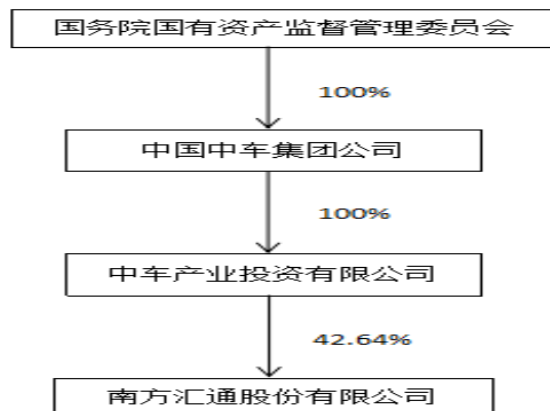 国务院国有资产监督管理委员会
100%
中国中车集团公司
100%
中车产业投资有限公司
42.64%
南方汇通股份有限公司